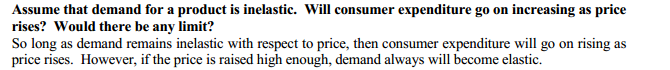 Assume that demand for a product is inelastic. Will consumer expenditure go on increasing as price
rises? Would there be any limit?
So long as demand remains inelastic with respect to price, then consumer expenditure will go on rising as
price rises. However, if the price is raised high enough, demand always will become elastic.